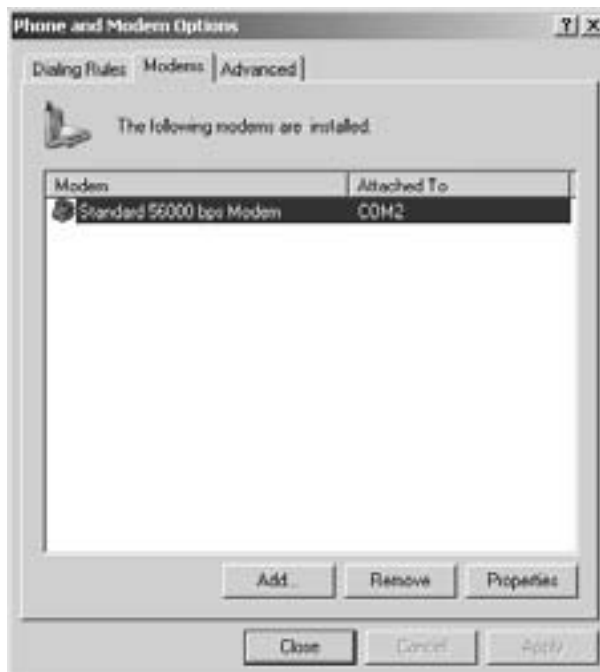 Phone and Modem Options
Dialing Rules Modems Advanced
The following modems are installed.
Modem Attached To
Standard 56000 bps Modem COM2
Add... Remove Properties
Close Cancel Apply